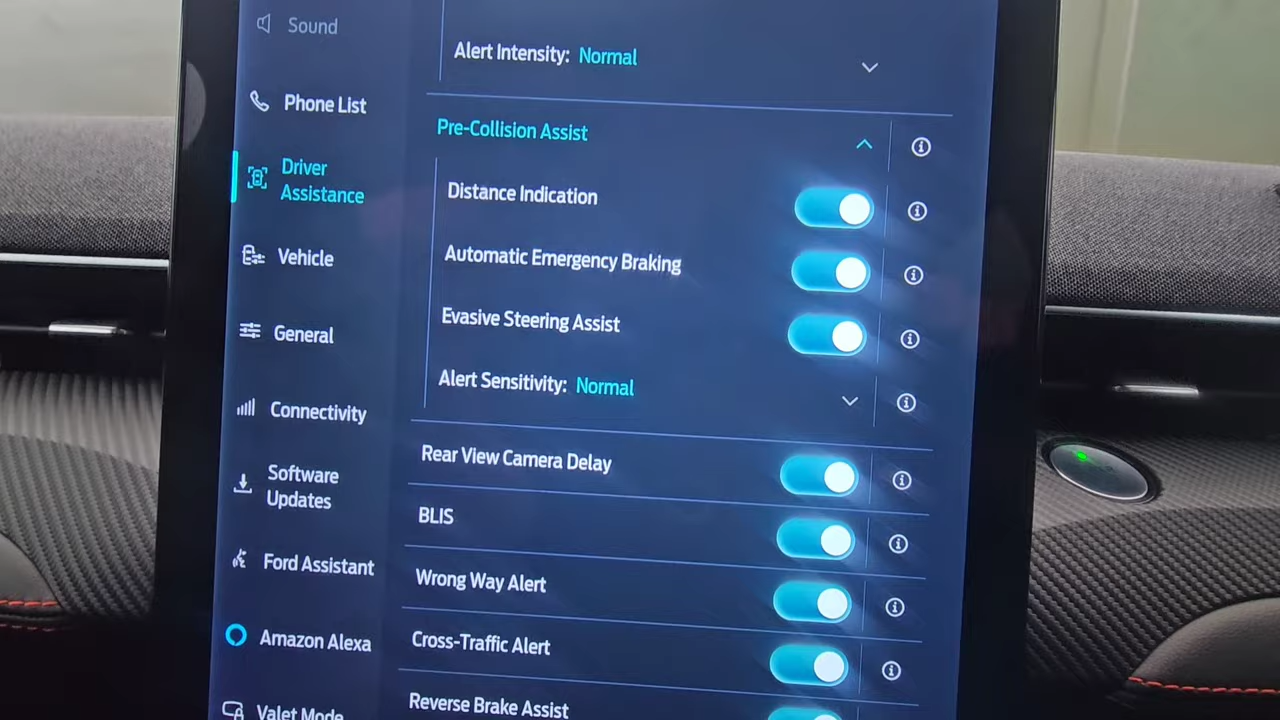 Sound
Phone List
Driver
Assistance
Vehicle
General
Connectivity
Software
Updates
Ford Assistant
Amazon Alexa
Valet Mode
Alert Intensity: Normal
Pre-Collision Assist
Distance Indication
Automatic Emergency Braking
Evasive Steering Assist
Alert Sensitivity: Normal
Rear View Camera Delay
BLIS
Wrong Way Alert
Cross-Traffic Alert
Reverse Brake Assist